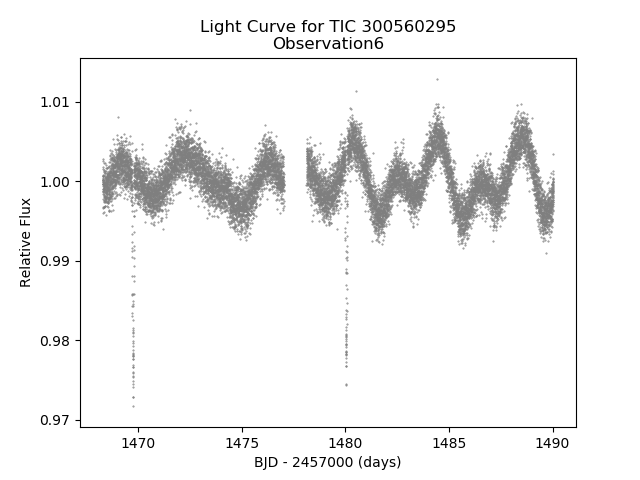 Light Curve for TIC 300560295
Observation6
1.01
1.00
0.99
0.98
0.97
Relative Flux
1470
1475
1480
1485
1490
BJD - 2457000 (days)